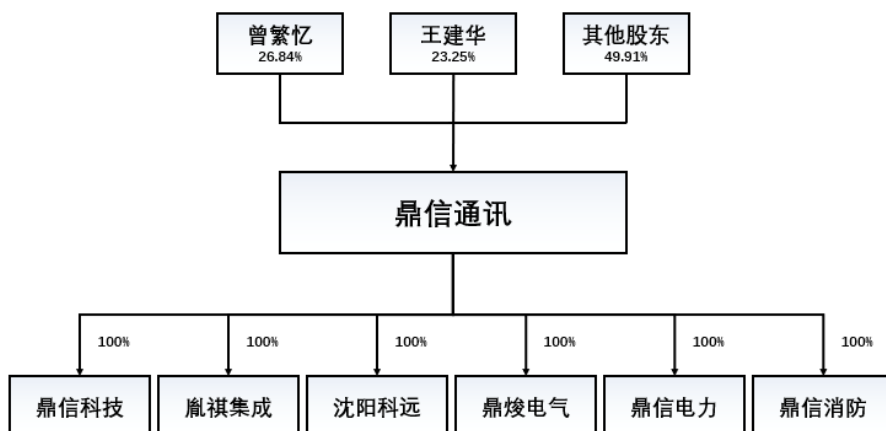 曾繁忆
26.84%
王建华
23.25%
其他股东
49.91%
鼎信通讯
100%
100%
100%
100%
100%
100%
鼎信科技
胤祺集成
沈阳科远
鼎焌电气
鼎信电力
鼎信消防